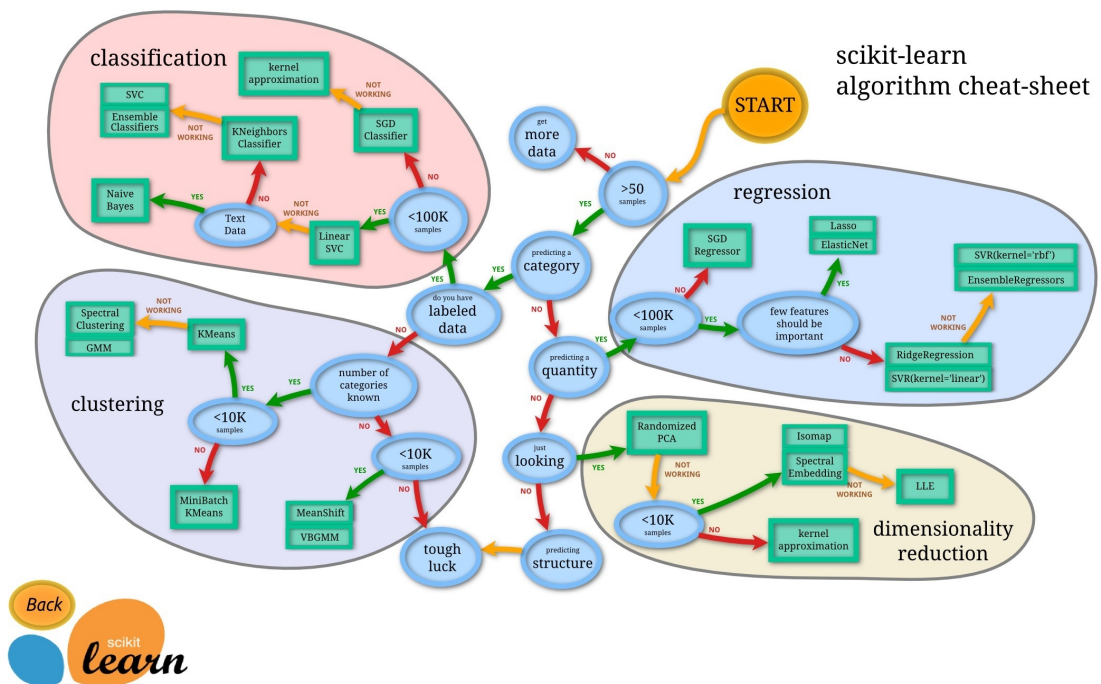 scikit-learn
algorithm cheat-sheet
START
>50
samples
NO
get
more
data
YES
predicting a
category
YES
do you have
labeled
data
YES
NO
NO
predicting a
quantity
YES
NO
just
looking
YES
NO
predicting
structure
tough
luck
classification
<100K
samples
NO
SGD
Classifier
NOT
WORKING
kernel
approximation
YES
Linear
SVC
NOT
WORKING
Text
Data
YES
Naive
Bayes
NO
KNeighbors
Classifier
NOT
WORKING
SVC
Ensemble
Classifiers
clustering
number of
categories
known
YES
<10K
samples
YES
KMeans
NOT
WORKING
Spectral
Clustering
GMM
NO
MiniBatch
KMeans
NO
<10K
samples
YES
MeanShift
VBGMM
NO
regression
<100K
samples
NO
SGD
Regressor
YES
few features
should be
important
YES
Lasso
ElasticNet
NO
RidgeRegression
SVR(kernel='linear')
NOT
WORKING
SVR(kernel='rbf')
EnsembleRegressors
dimensionality
reduction
Randomized
PCA
NOT
WORKING
<10K
samples
YES
Isomap
Spectral
Embedding
NOT
WORKING
LLE
NO
kernel
approximation
Back
scikit
learn